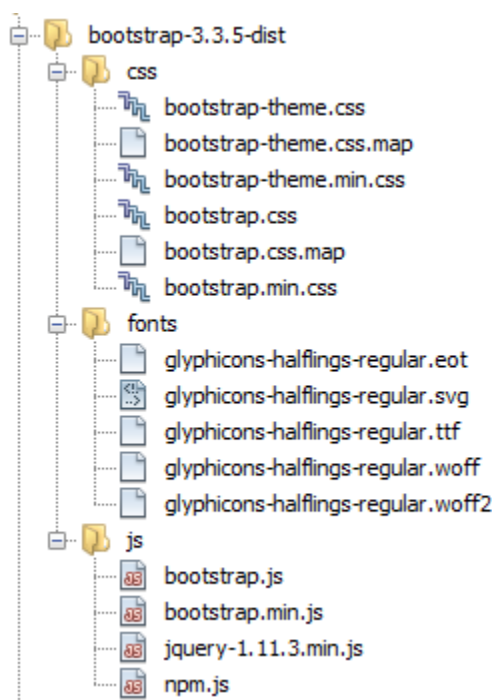 bootstrap-3.3.5-dist
css
bootstrap-theme.css
bootstrap-theme.css.map
bootstrap-theme.min.css
bootstrap.css
bootstrap.css.map
bootstrap.min.css
fonts
glyphicons-halflings-regular.eot
glyphicons-halflings-regular.svg
glyphicons-halflings-regular.ttf
glyphicons-halflings-regular.woff
glyphicons-halflings-regular.woff2
js
bootstrap.js
bootstrap.min.js
jquery-1.11.3.min.js
npm.js